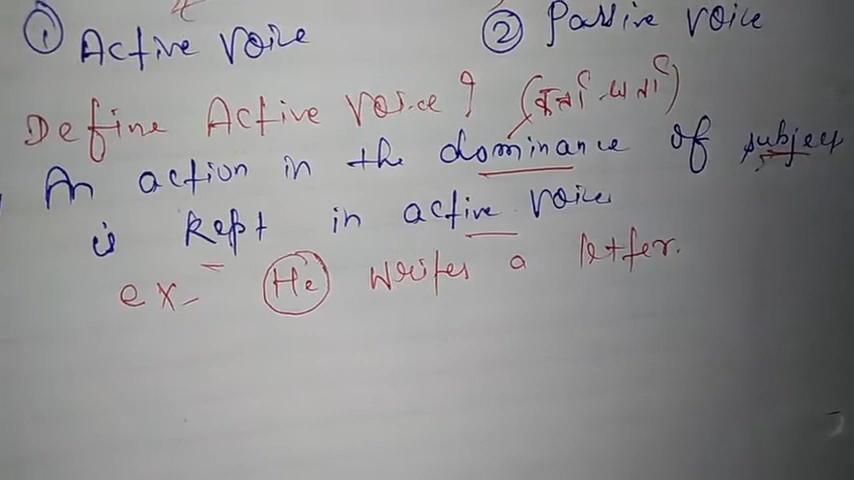 ① Active Voice ② Passive Voice
Define Active Voice ?
An action in the dominance of subject
is kept in active voice
ex- He writes a letter.